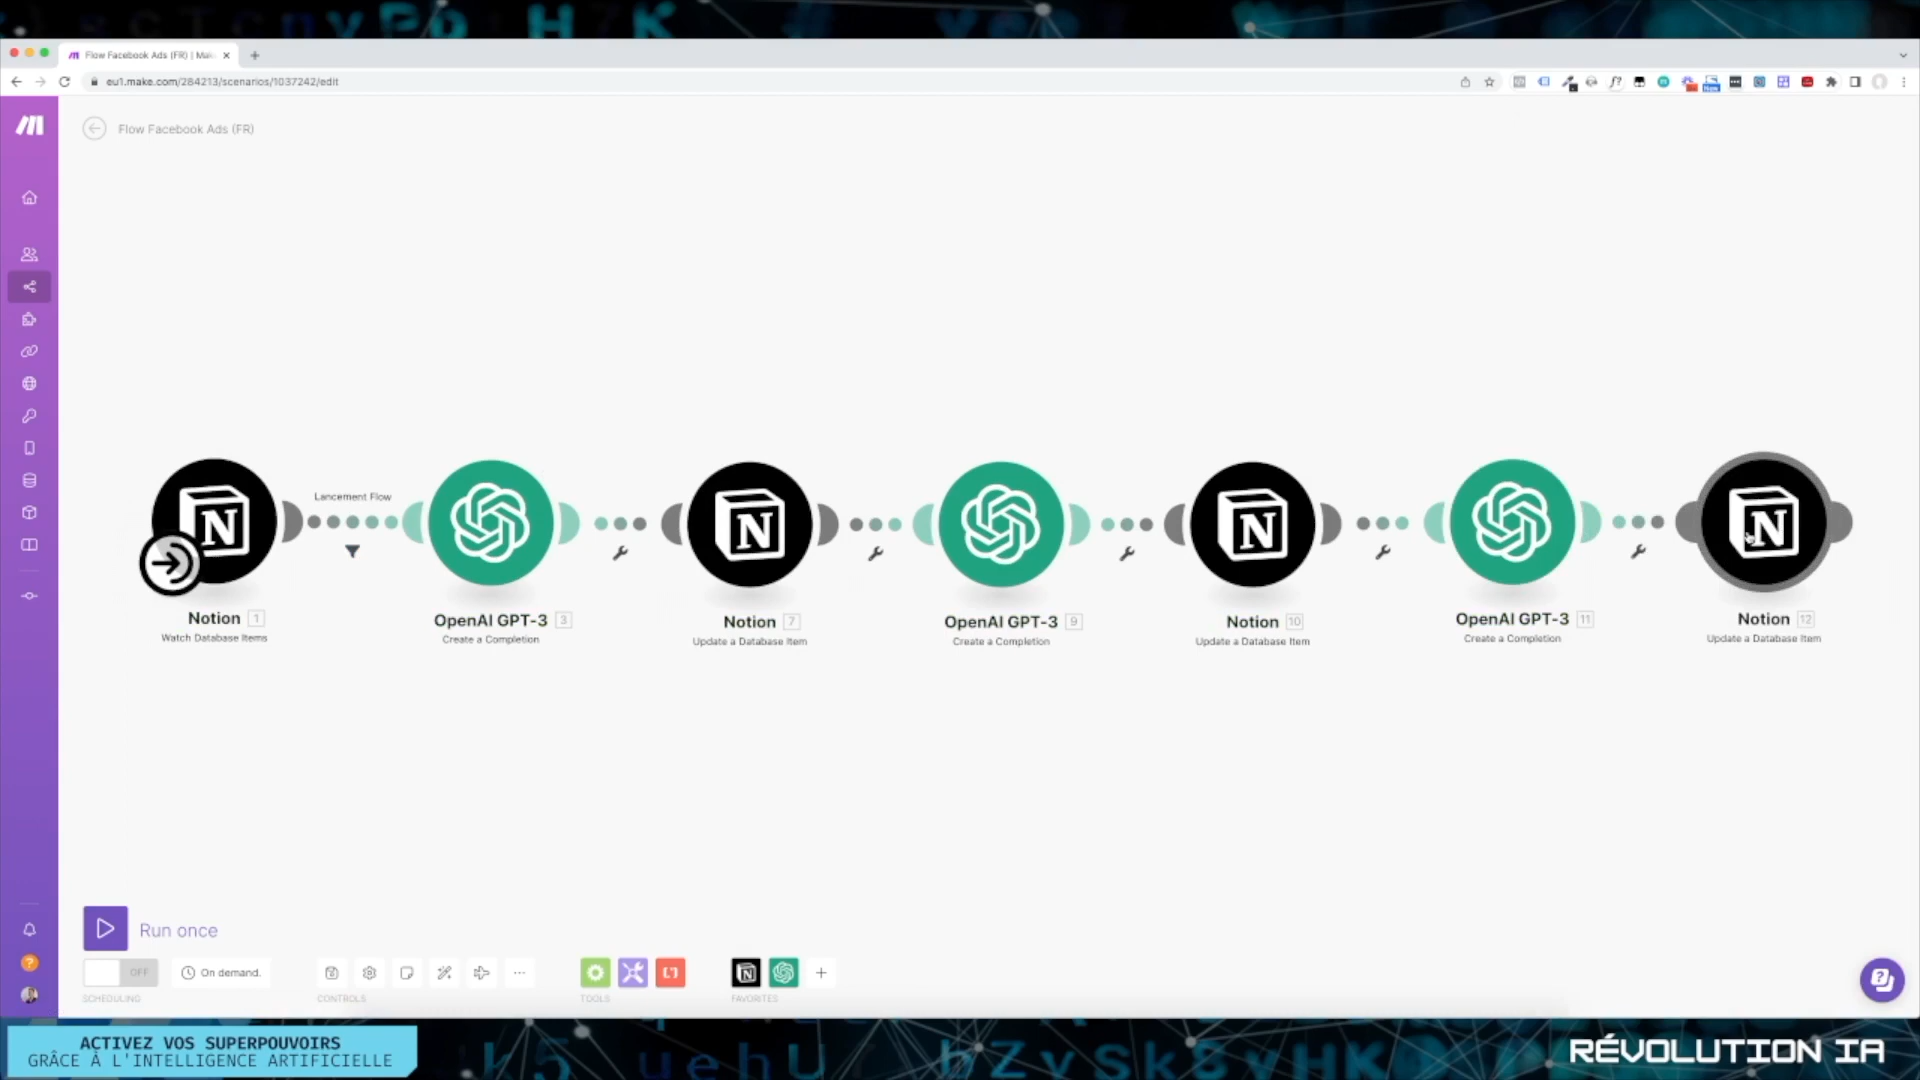 Flow Facebook Ads (FR) | Mak
eu1.make.com/284213/scenarios/1037242/edit
Flow Facebook Ads (FR)
Lancement Flow
Notion 1
Watch Database Items
OpenAI GPT-3 3
Create a Completion
Notion 7
Update a Database Item
OpenAI GPT-3 9
Create a Completion
Notion 10
Update a Database Item
OpenAI GPT-3 11
Create a Completion
Notion 12
Update a Database Item
Run once
OFF
On demand.
SCHEDULING
CONTROLS
TOOLS
FAVORITES
ACTIVEZ VOS SUPERPOUVOIRS
GRÂCE À L'INTELLIGENCE ARTIFICIELLE
RÉVOLUTION IA